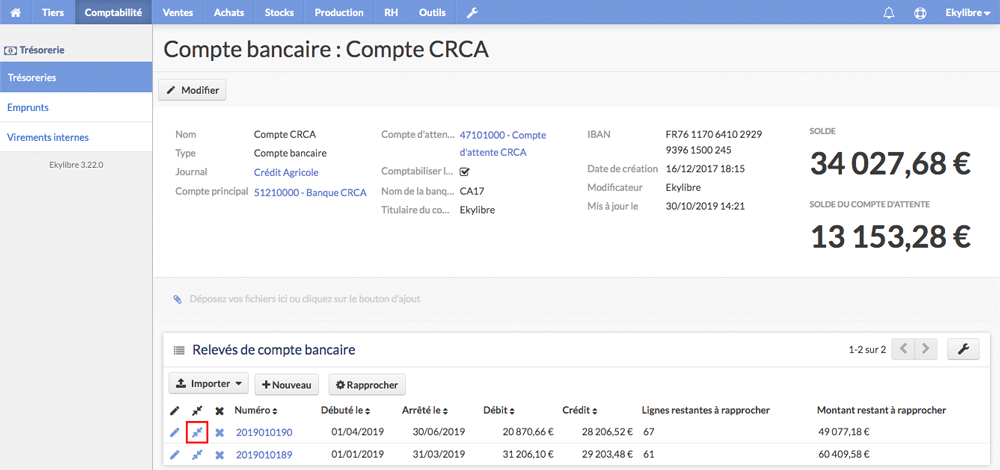 Tiers Comptabilité Ventes Achats Stocks Production RH Outils Ekylibre
Trésorerie
Trésoreries
Emprunts
Virements internes
Ekylibre 3.22.0
Compte bancaire : Compte CRCA
Modifier
Nom Compte CRCA
Type Compte bancaire
Journal Crédit Agricole
Compte principal 51210000 - Banque CRCA
Compte d'atten... 47101000 - Compte
d'attente CRCA
Comptabiliser l...
Nom de la banq... CA17
Titulaire du co... Ekylibre
IBAN FR76 1170 6410 2929
9396 1500 245
Date de création 16/12/2017 18:15
Modificateur Ekylibre
Mis à jour le 30/10/2019 14:21
SOLDE
34 027,68 €
SOLDE DU COMPTE D'ATTENTE
13 153,28 €
Déposez vos fichiers ici ou cliquez sur le bouton d'ajout
Relevés de compte bancaire 1-2 sur 2
Importer Nouveau Rapprocher
Numéro Débuté le Arrêté le Débit Crédit Lignes restantes à rapprocher Montant restant à rapprocher
2019010190 01/04/2019 30/06/2019 20 870,66 € 28 206,52 € 67 49 077,18 €
2019010189 01/01/2019 31/03/2019 31 206,10 € 29 203,48 € 61 60 409,58 €